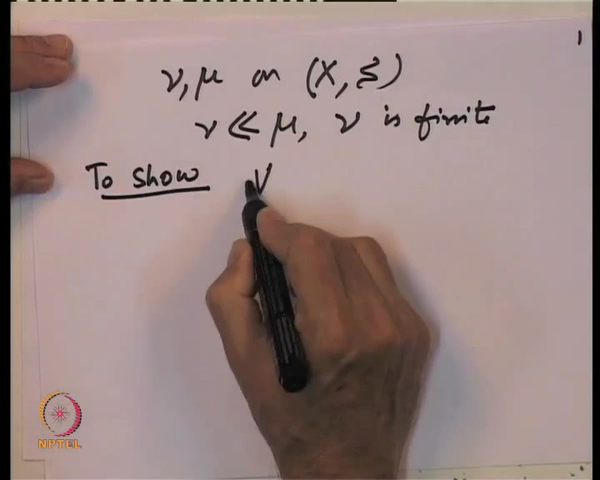 1
ν, μ on (X, S)
ν ≪ μ, ν is finite
To show ν
NPTEL